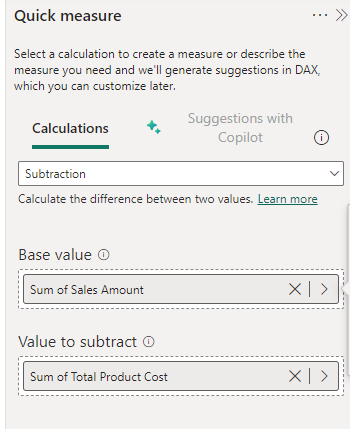 Quick measure
Select a calculation to create a measure or describe the
measure you need and we'll generate suggestions in DAX,
which you can customize later.
Calculations
Suggestions with
Copilot
Subtraction
Calculate the difference between two values. Learn more
Base value
Sum of Sales Amount
Value to subtract
Sum of Total Product Cost